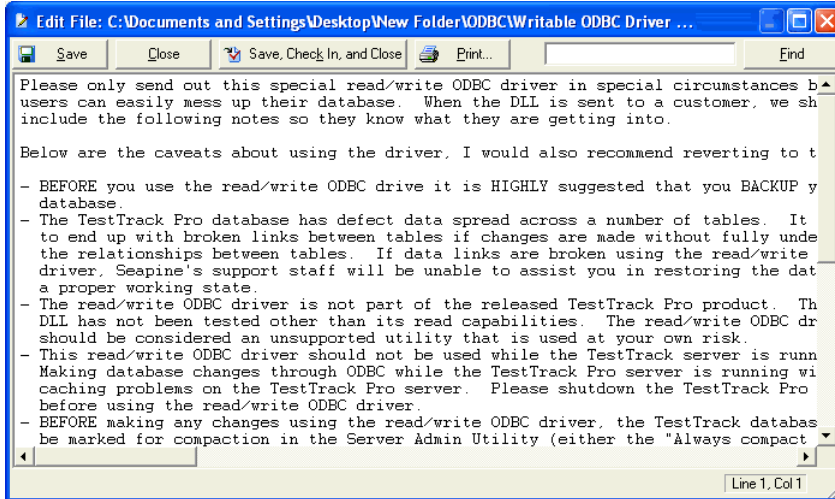 Edit File: C:\Documents and Settings\Desktop\New Folder\ODBC\Writable ODBC Driver ...
Save Close Save, Check In, and Close Print... Find
Please only send out this special read/write ODBC driver in special circumstances b
users can easily mess up their database.  When the DLL is sent to a customer, we sh
include the following notes so they know what they are getting into.
Below are the caveats about using the driver, I would also recommend reverting to t
- BEFORE you use the read/write ODBC drive it is HIGHLY suggested that you BACKUP y
database.
- The TestTrack Pro database has defect data spread across a number of tables.  It
to end up with broken links between tables if changes are made without fully unde
the relationships between tables.  If data links are broken using the read/write
driver, Seapine's support staff will be unable to assist you in restoring the dat
a proper working state.
- The read/write ODBC driver is not part of the released TestTrack Pro product.  Th
DLL has not been tested other than its read capabilities.  The read/write ODBC dr
should be considered an unsupported utility that is used at your own risk.
- This read/write ODBC driver should not be used while the TestTrack server is runn
Making database changes through ODBC while the TestTrack Pro server is running wi
caching problems on the TestTrack Pro server.  Please shutdown the TestTrack Pro
before using the read/write ODBC driver.
- BEFORE making any changes using the read/write ODBC driver, the TestTrack databas
be marked for compaction in the Server Admin Utility (either the "Always compact
Line 1, Col 1